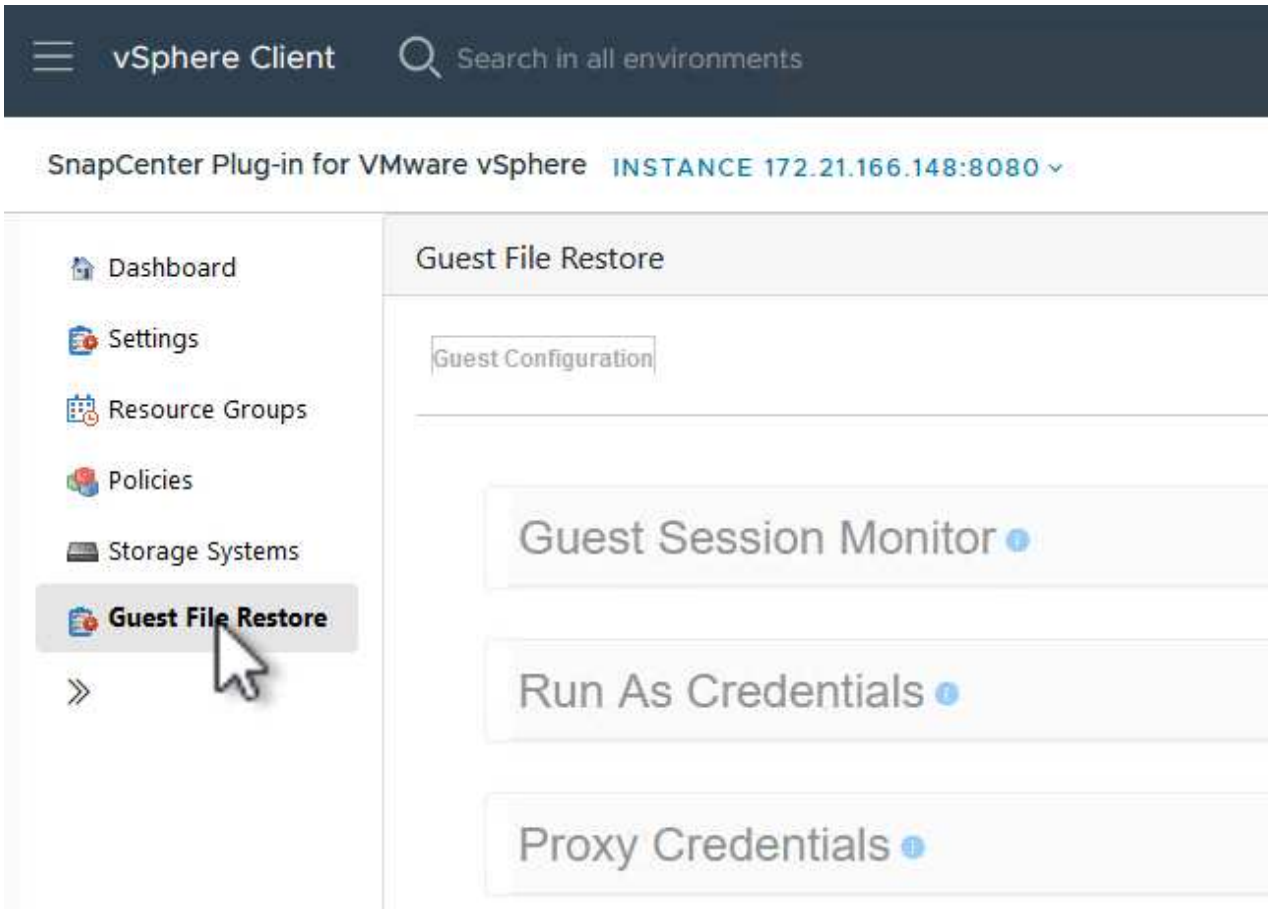 vSphere Client
Search in all environments
SnapCenter Plug-in for VMware vSphere INSTANCE 172.21.166.148:8080
Dashboard
Settings
Resource Groups
Policies
Storage Systems
Guest File Restore
Guest File Restore
Guest Configuration
Guest Session Monitor
Run As Credentials
Proxy Credentials